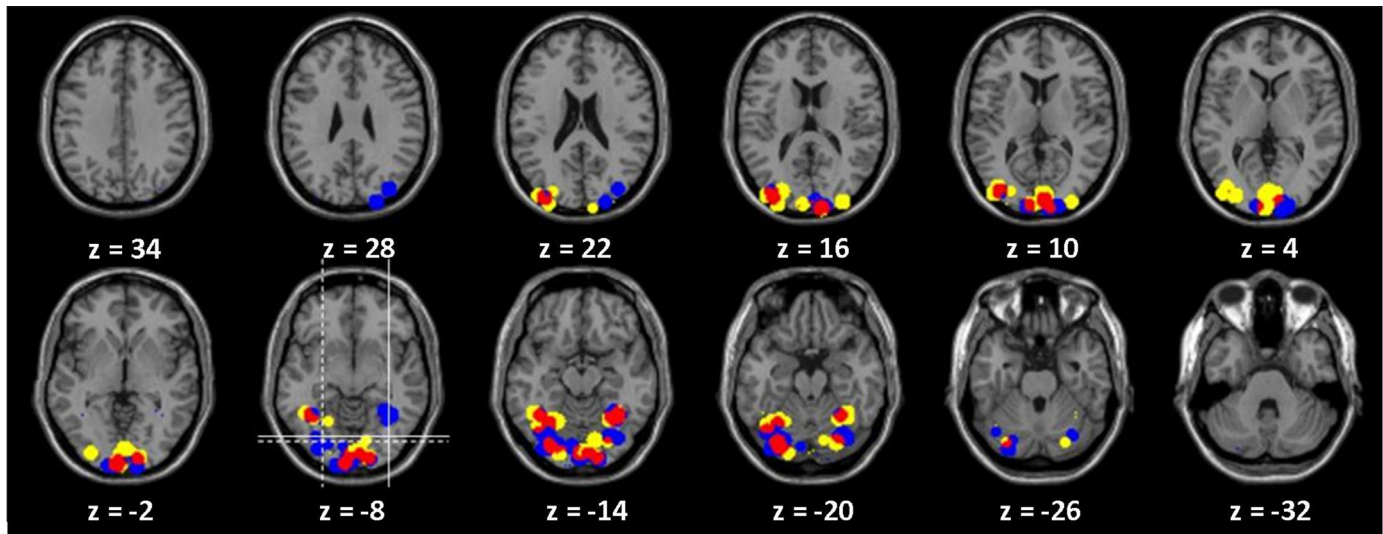 z = 34 z = 28 z = 22 z = 16 z = 10 z = 4
z = -2 z = -8 z = -14 z = -20 z = -26 z = -32